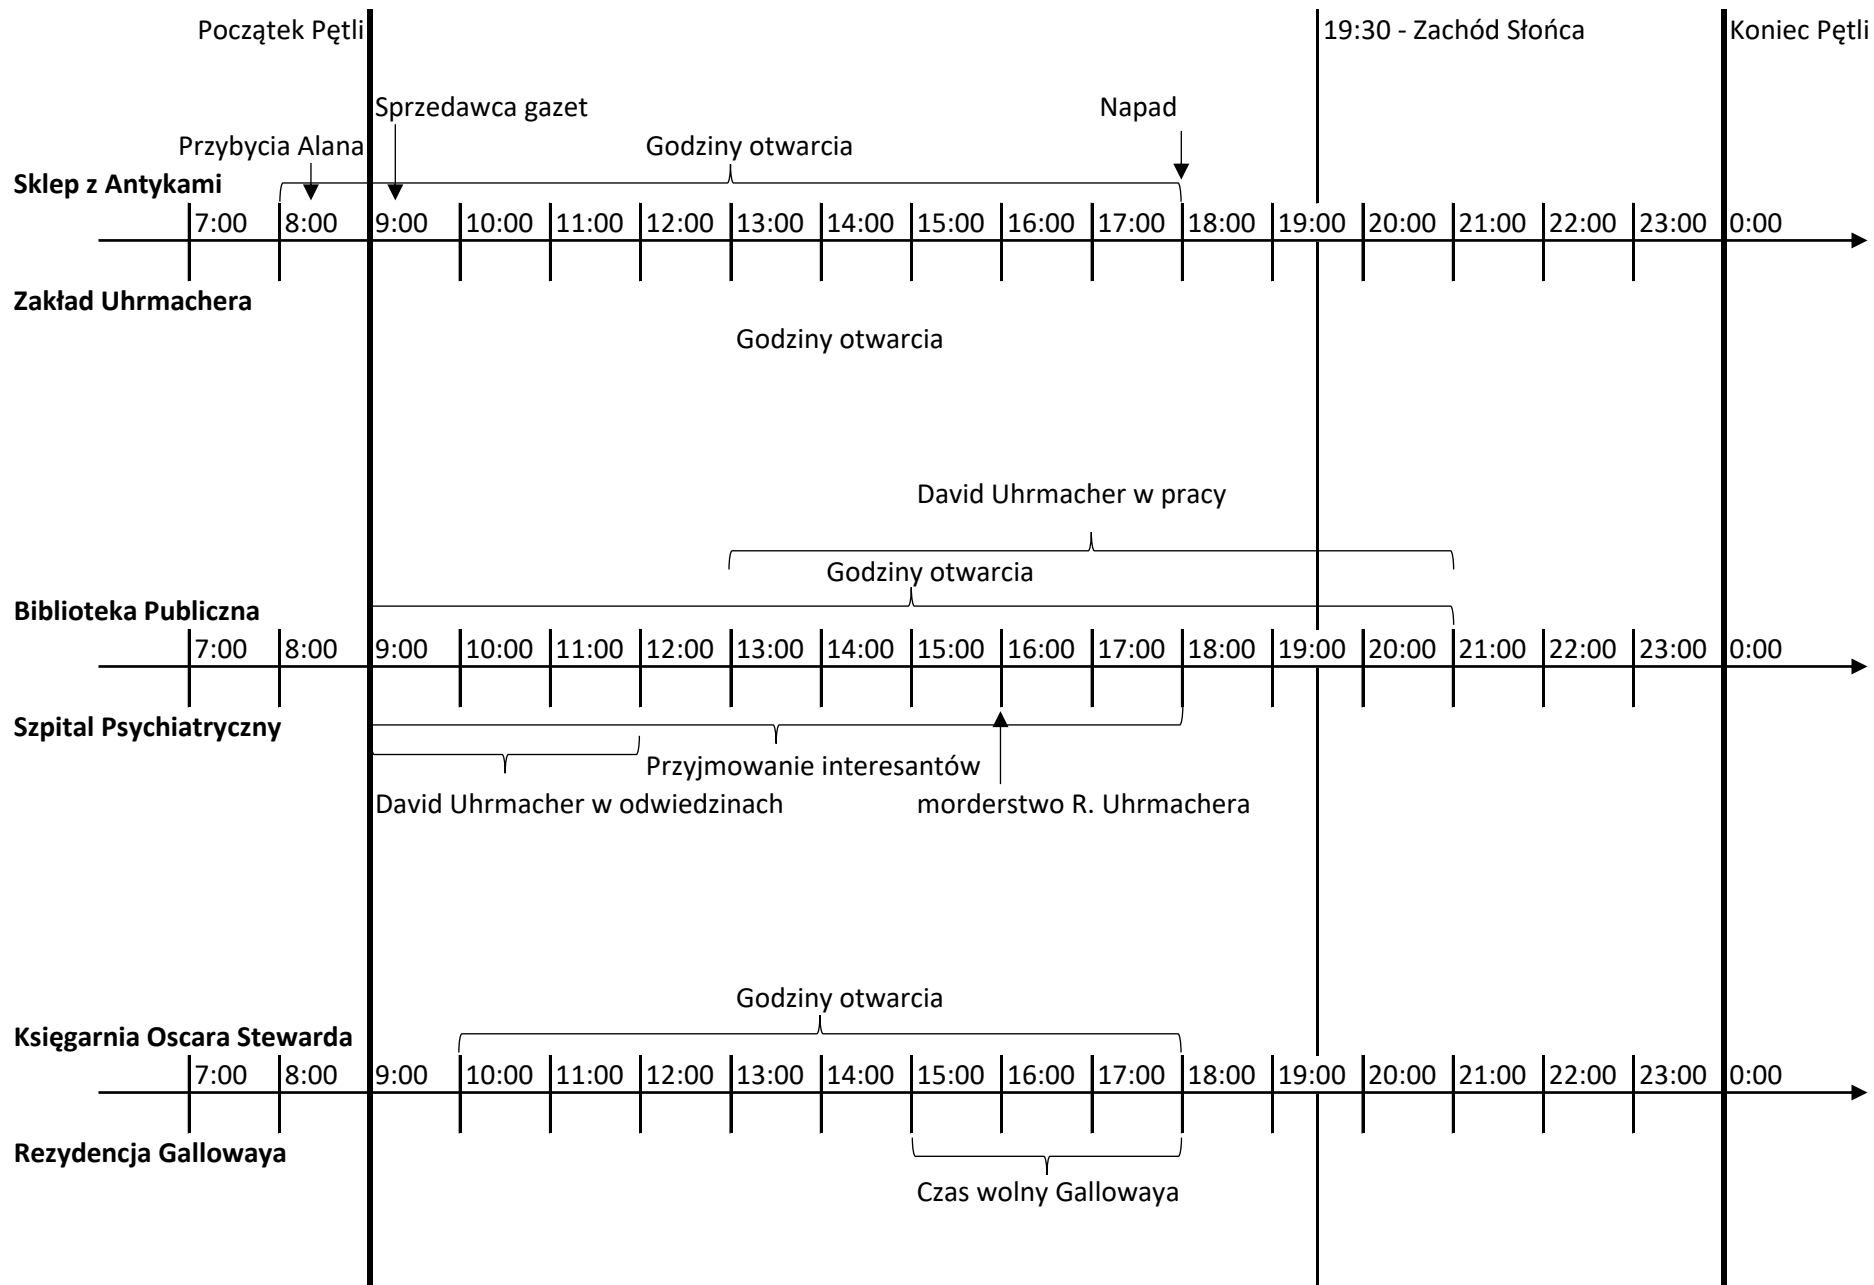 Początek Pętli
19:30 - Zachód Słońca
Koniec Pętli
Sprzedawca gazet
Napad
Przybycia Alana
Godziny otwarcia
Sklep z Antykami
7:00 8:00 9:00 10:00 11:00 12:00 13:00 14:00 15:00 16:00 17:00 18:00 19:00 20:00 21:00 22:00 23:00 0:00
Zakład Uhrmachera
Godziny otwarcia
David Uhrmacher w pracy
Godziny otwarcia
Biblioteka Publiczna
7:00 8:00 9:00 10:00 11:00 12:00 13:00 14:00 15:00 16:00 17:00 18:00 19:00 20:00 21:00 22:00 23:00 0:00
Szpital Psychiatryczny
Przyjmowanie interesantów
David Uhrmacher w odwiedzinach
morderstwo R. Uhrmachera
Godziny otwarcia
Księgarnia Oscara Stewarda
7:00 8:00 9:00 10:00 11:00 12:00 13:00 14:00 15:00 16:00 17:00 18:00 19:00 20:00 21:00 22:00 23:00 0:00
Rezydencja Gallowaya
Czas wolny Gallowaya